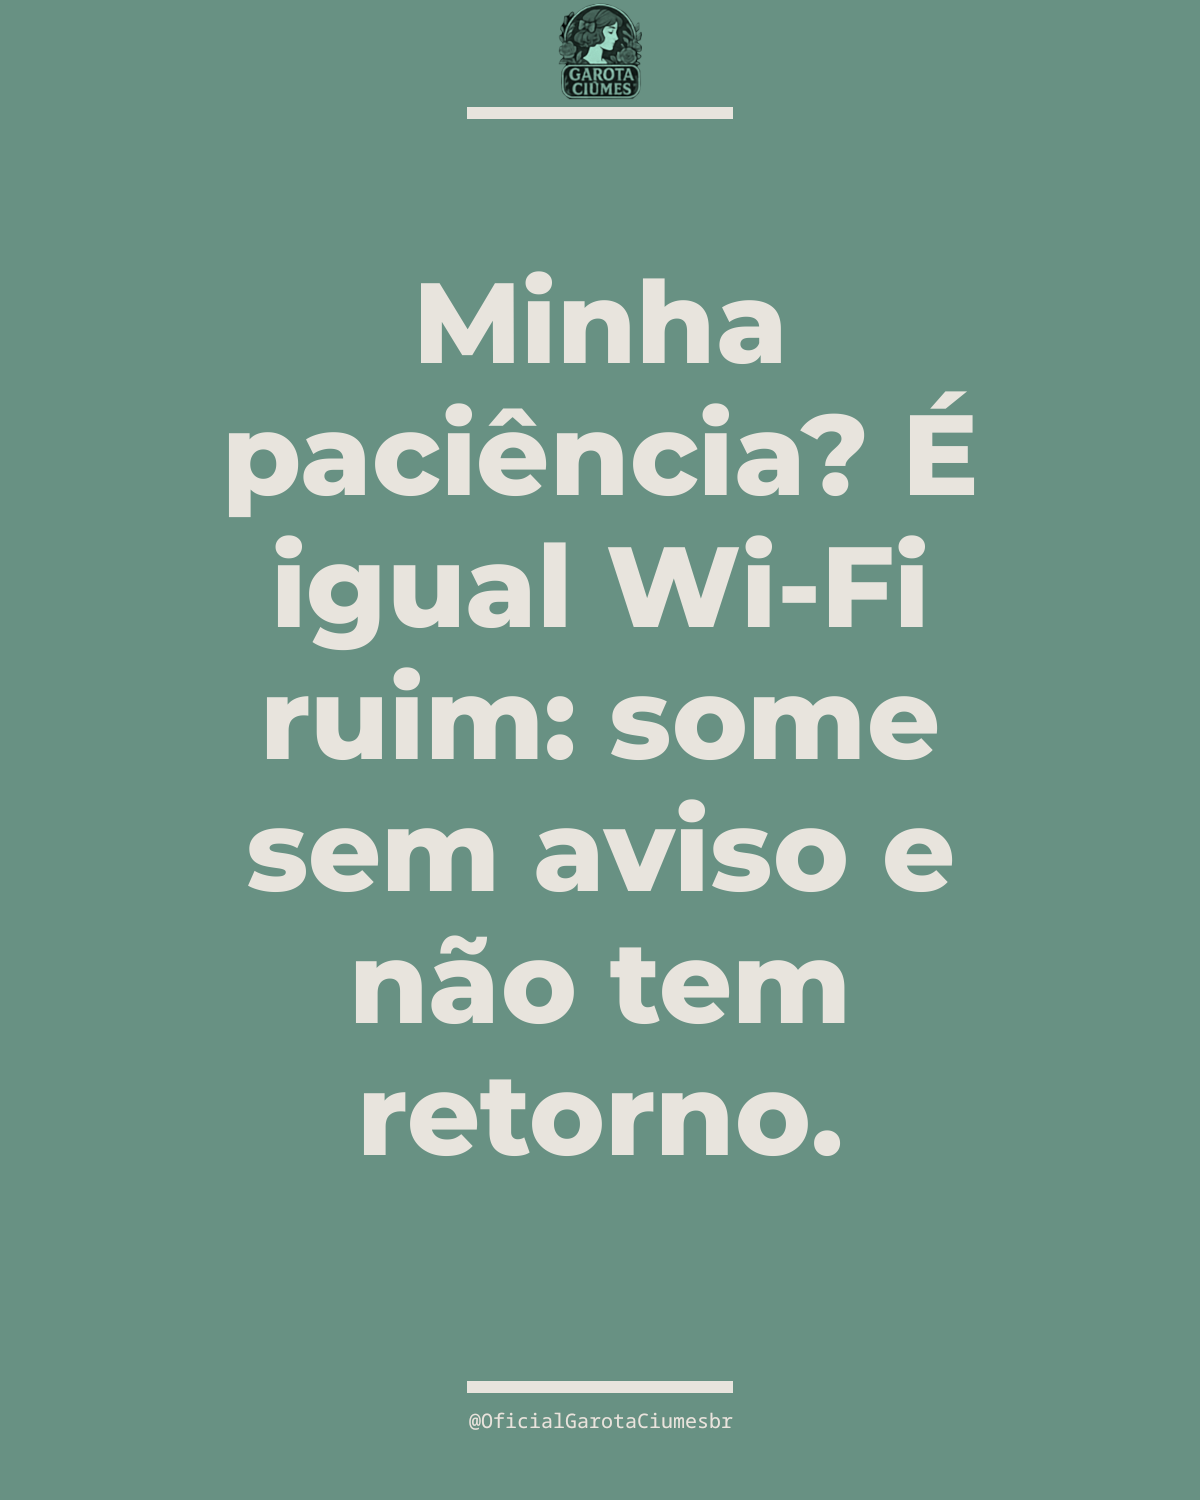 GAROTA
CIÚMES
Minha
paciência? É
igual Wi-Fi
ruim: some
sem aviso e
não tem
retorno.
@OficialGarotaCiumesbr